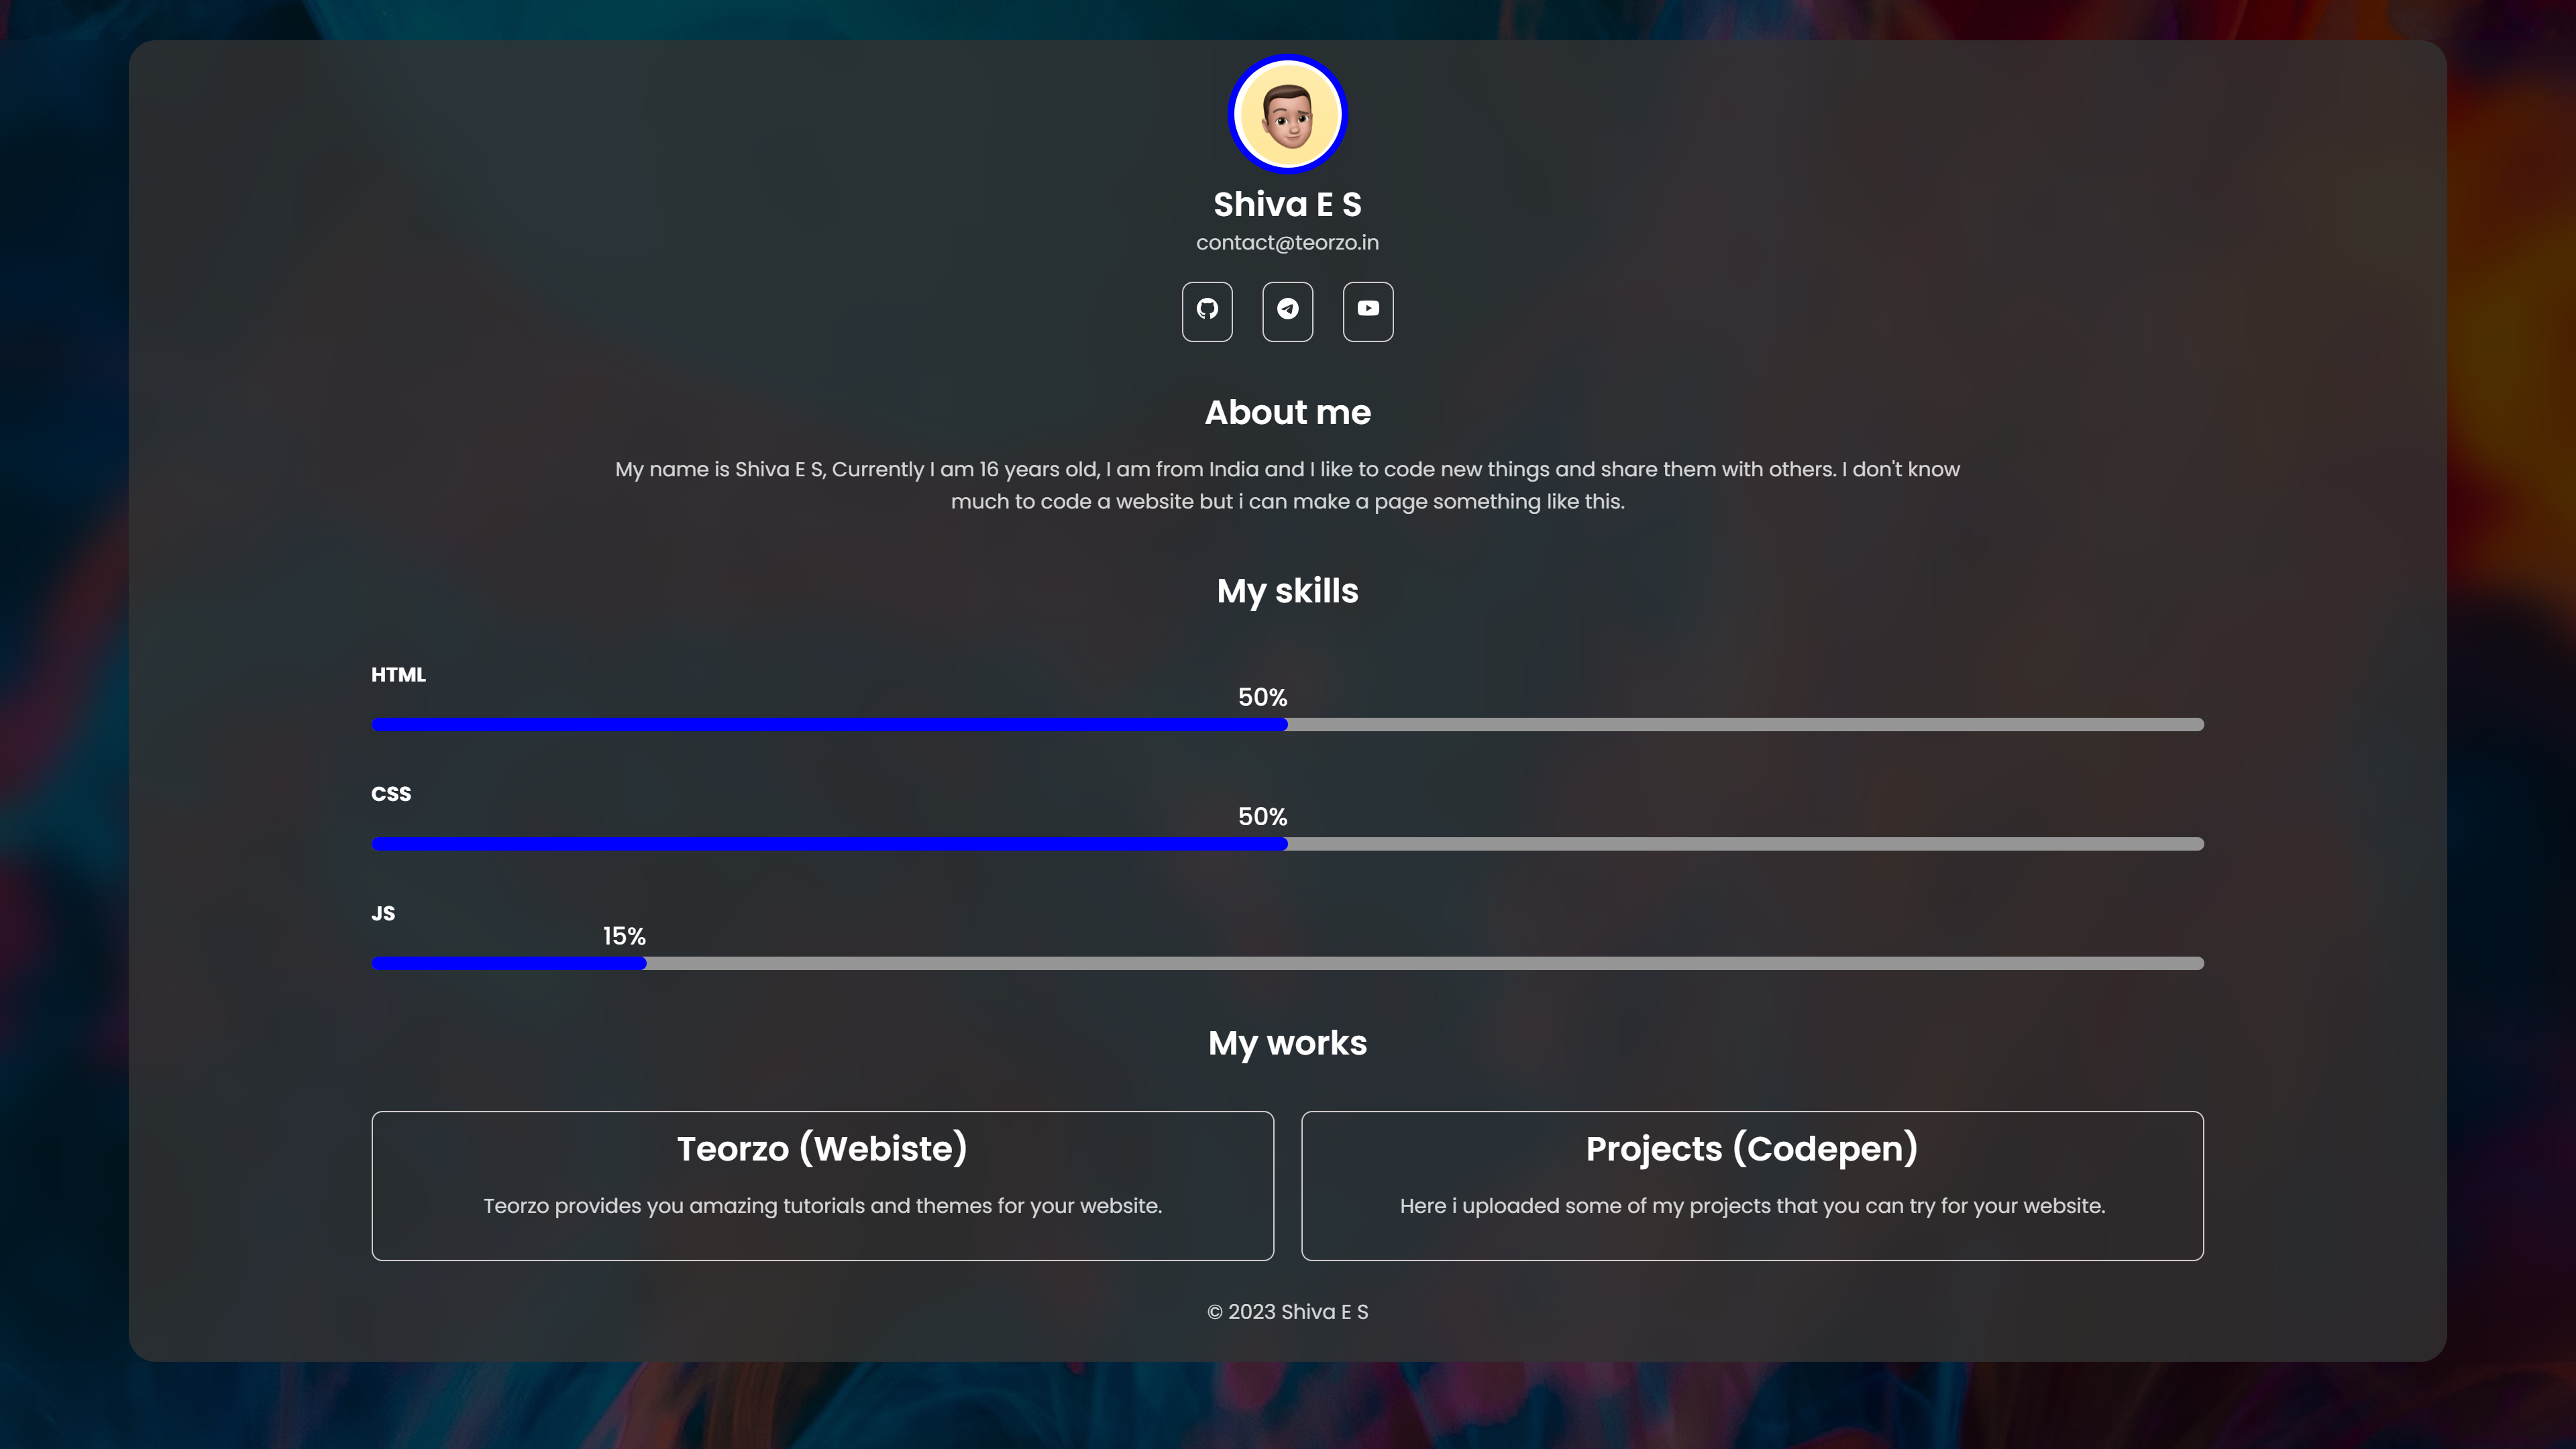 Shiva E S
contact@teorzo.in
About me
My name is Shiva E S, Currently I am 16 years old, I am from India and I like to code new things and share them with others. I don't know
much to code a website but i can make a page something like this.
My skills
HTML
50%
CSS
50%
JS
15%
My works
Teorzo (Webiste)
Teorzo provides you amazing tutorials and themes for your website.
Projects (Codepen)
Here i uploaded some of my projects that you can try for your website.
© 2023 Shiva E S